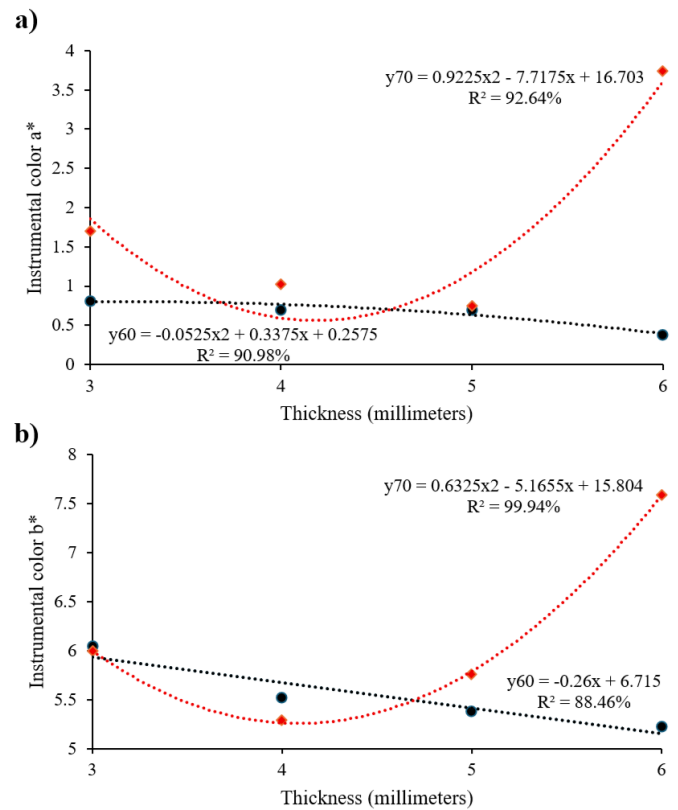 a)
4
3.5
3
2.5
2
1.5
1
0.5
0
Instrumental color a*
y70 = 0.9225x2 - 7.7175x + 16.703
R² = 92.64%
y60 = -0.0525x2 + 0.3375x + 0.2575
R² = 90.98%
3 4 5 6
Thickness (millimeters)
b)
8
7.5
7
6.5
6
5.5
5
Instrumental color b*
y70 = 0.6325x2 - 5.1655x + 15.804
R² = 99.94%
y60 = -0.26x + 6.715
R² = 88.46%
3 4 5 6
Thickness (millimeters)